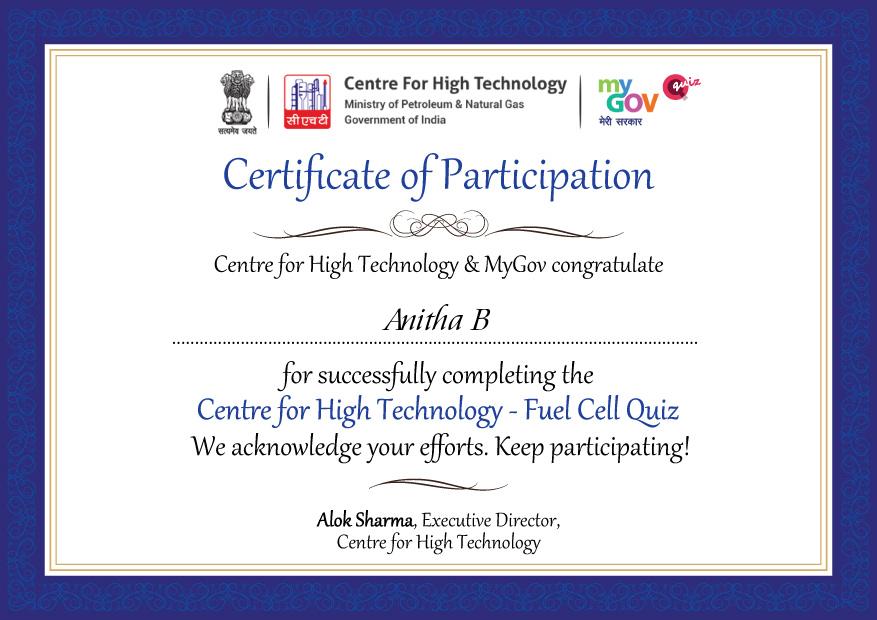 सत्यमेव जयते
सीएचटी
Centre For High Technology
Ministry of Petroleum & Natural Gas
Government of India
my
GOV
मेरी सरकार
quiz
Certificate of Participation
Centre for High Technology & MyGov congratulate
Anitha B
for successfully completing the
Centre for High Technology - Fuel Cell Quiz
We acknowledge your efforts. Keep participating!
Alok Sharma, Executive Director,
Centre for High Technology